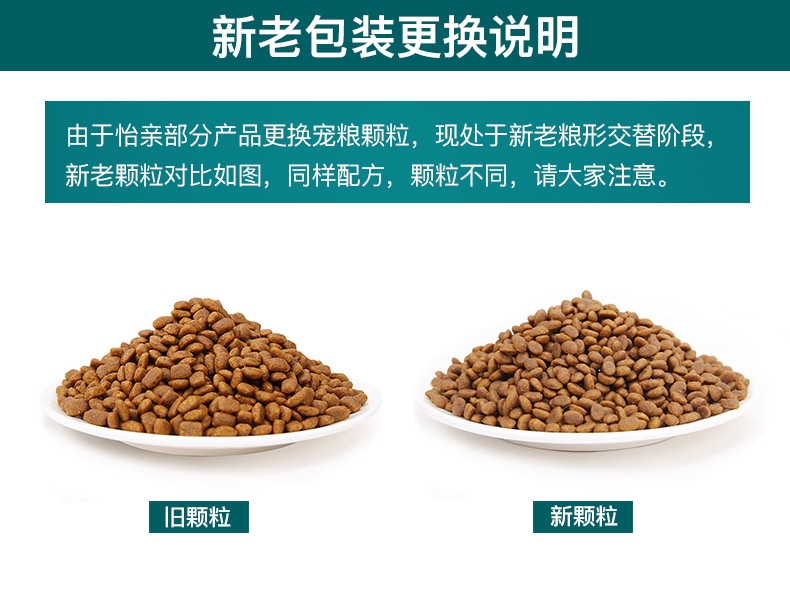 新老包装更换说明
由于怡亲部分产品更换宠粮颗粒，现处于新老粮形交替阶段，
新老颗粒对比如图，同样配方，颗粒不同，请大家注意。
旧颗粒
新颗粒